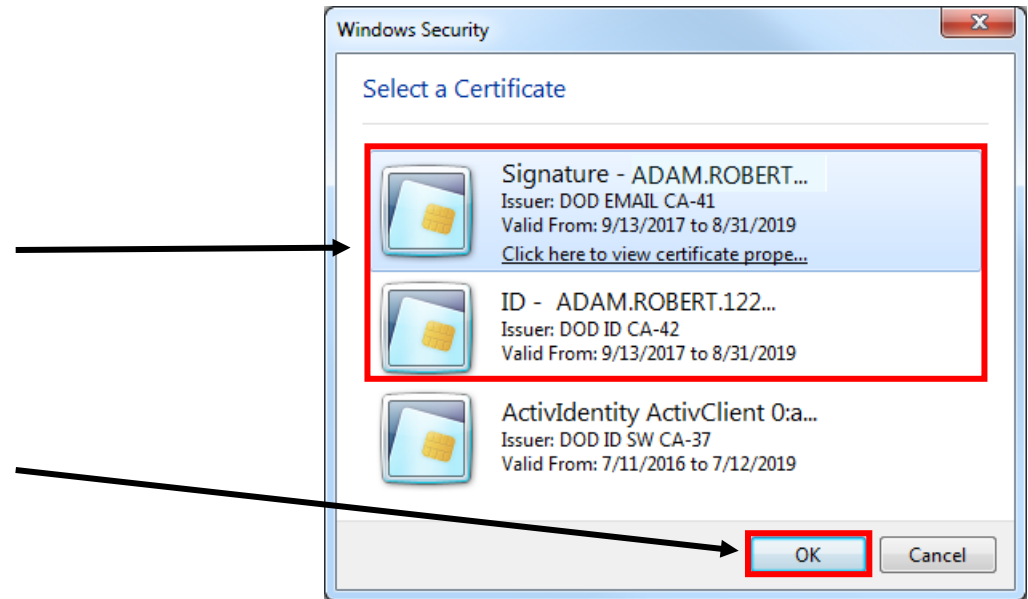 Windows Security
Select a Certificate
Signature - ADAM.ROBERT...
Issuer: DOD EMAIL CA-41
Valid From: 9/13/2017 to 8/31/2019
Click here to view certificate prope...
ID - ADAM.ROBERT.122...
Issuer: DOD ID CA-42
Valid From: 9/13/2017 to 8/31/2019
ActivIdentity ActivClient 0:a...
Issuer: DOD ID SW CA-37
Valid From: 7/11/2016 to 7/12/2019
OK Cancel